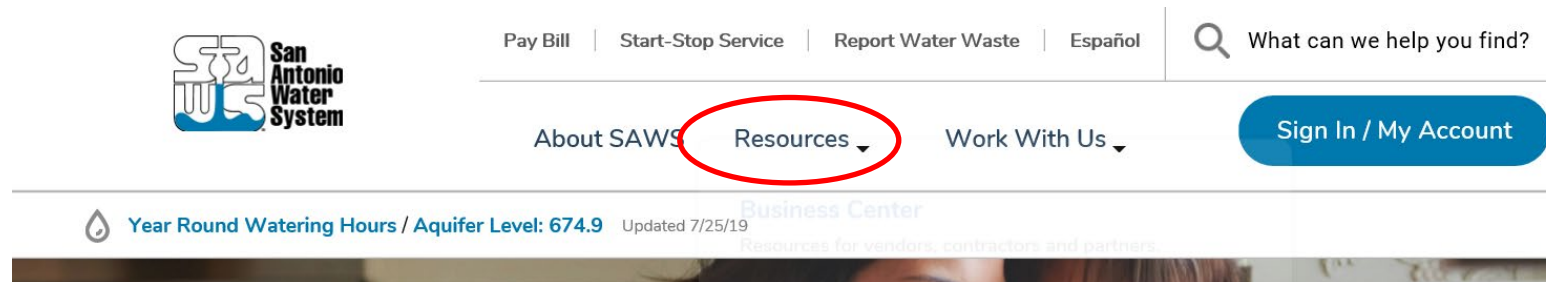 SAWS
San
Antonio
Water
System
Pay Bill | Start-Stop Service | Report Water Waste | Español
What can we help you find?
About SAWS Resources Work With Us
Sign In / My Account
Year Round Watering Hours / Aquifer Level: 674.9 Updated 7/25/19
Business Center
Resources for vendors, contractors and partners.